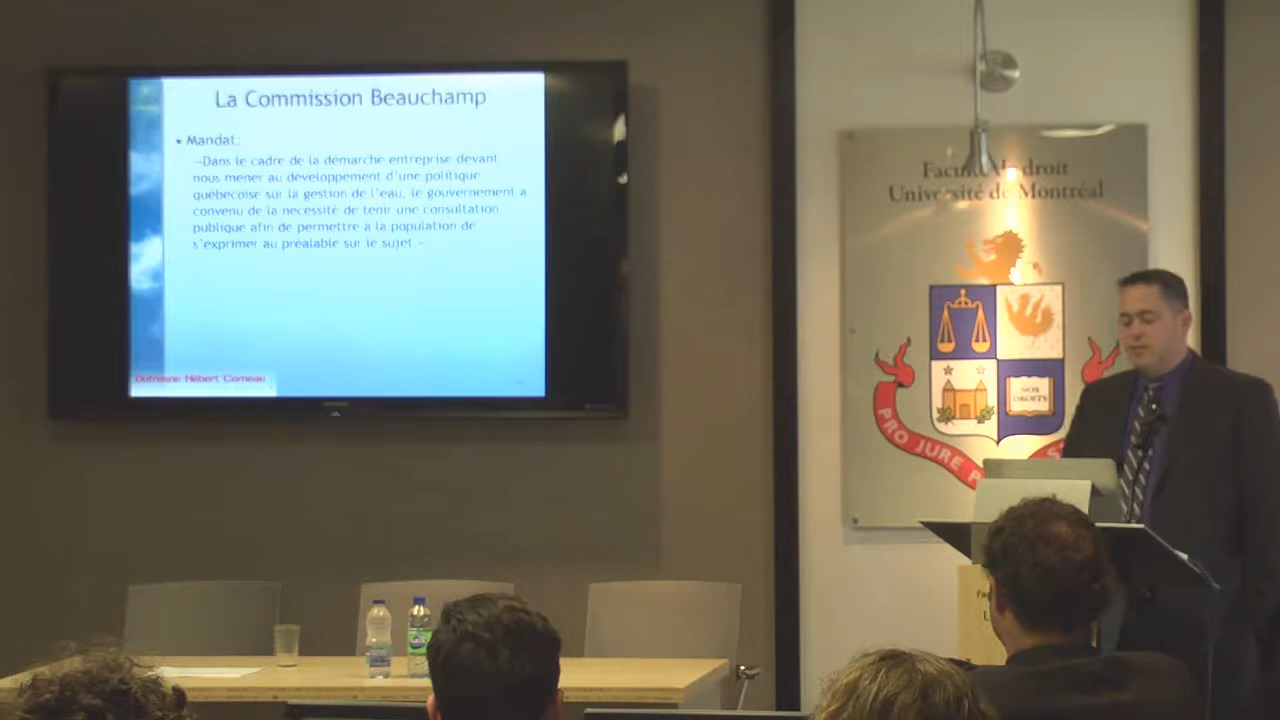 La Commission Beauchamp
• Mandat:
–Dans le cadre de la démarche entreprise devant
nous mener au développement d'une politique
québécoise sur la gestion de l'eau, le gouvernement a
convenu de la nécessité de tenir une consultation
publique afin de permettre à la population de
s'exprimer au préalable sur le sujet.–
Dufresne Hébert Comeau
droit
Université de Montréal
NOS
DROITS
PRO JURE